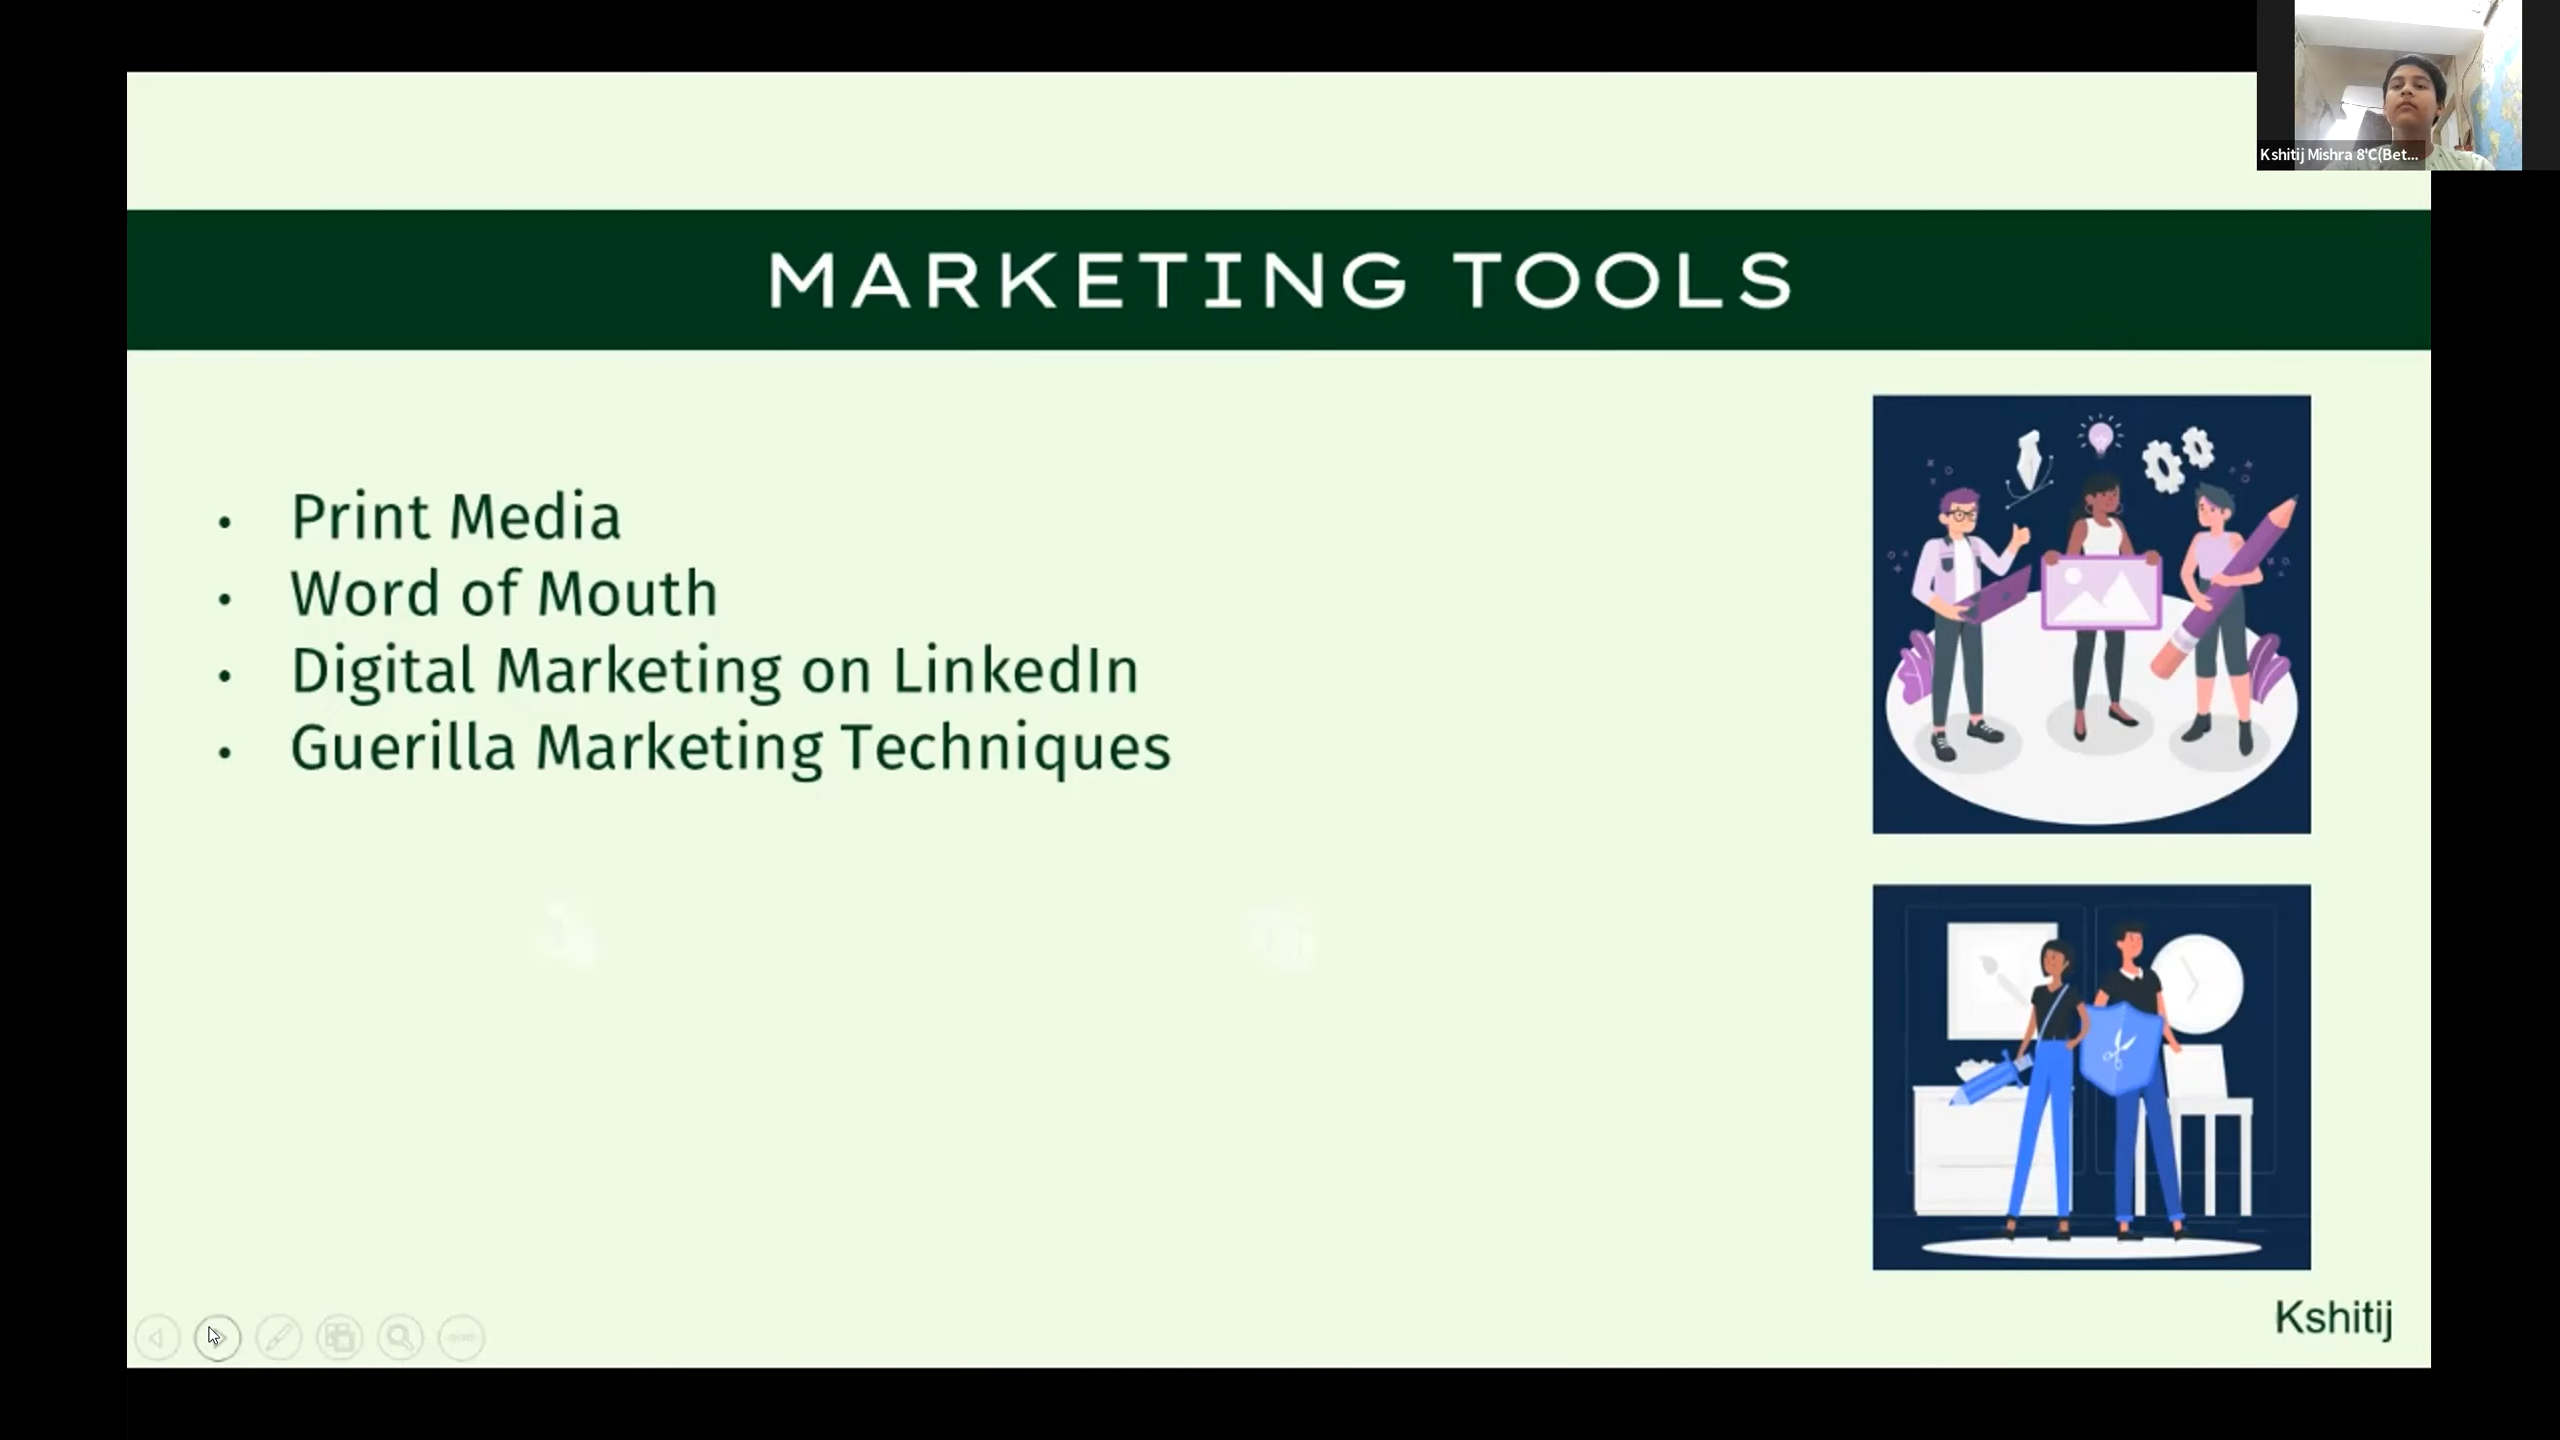 Kshitij Mishra 8'C(Bet...
MARKETING TOOLS
• Print Media
• Word of Mouth
• Digital Marketing on LinkedIn
• Guerilla Marketing Techniques
Kshitij